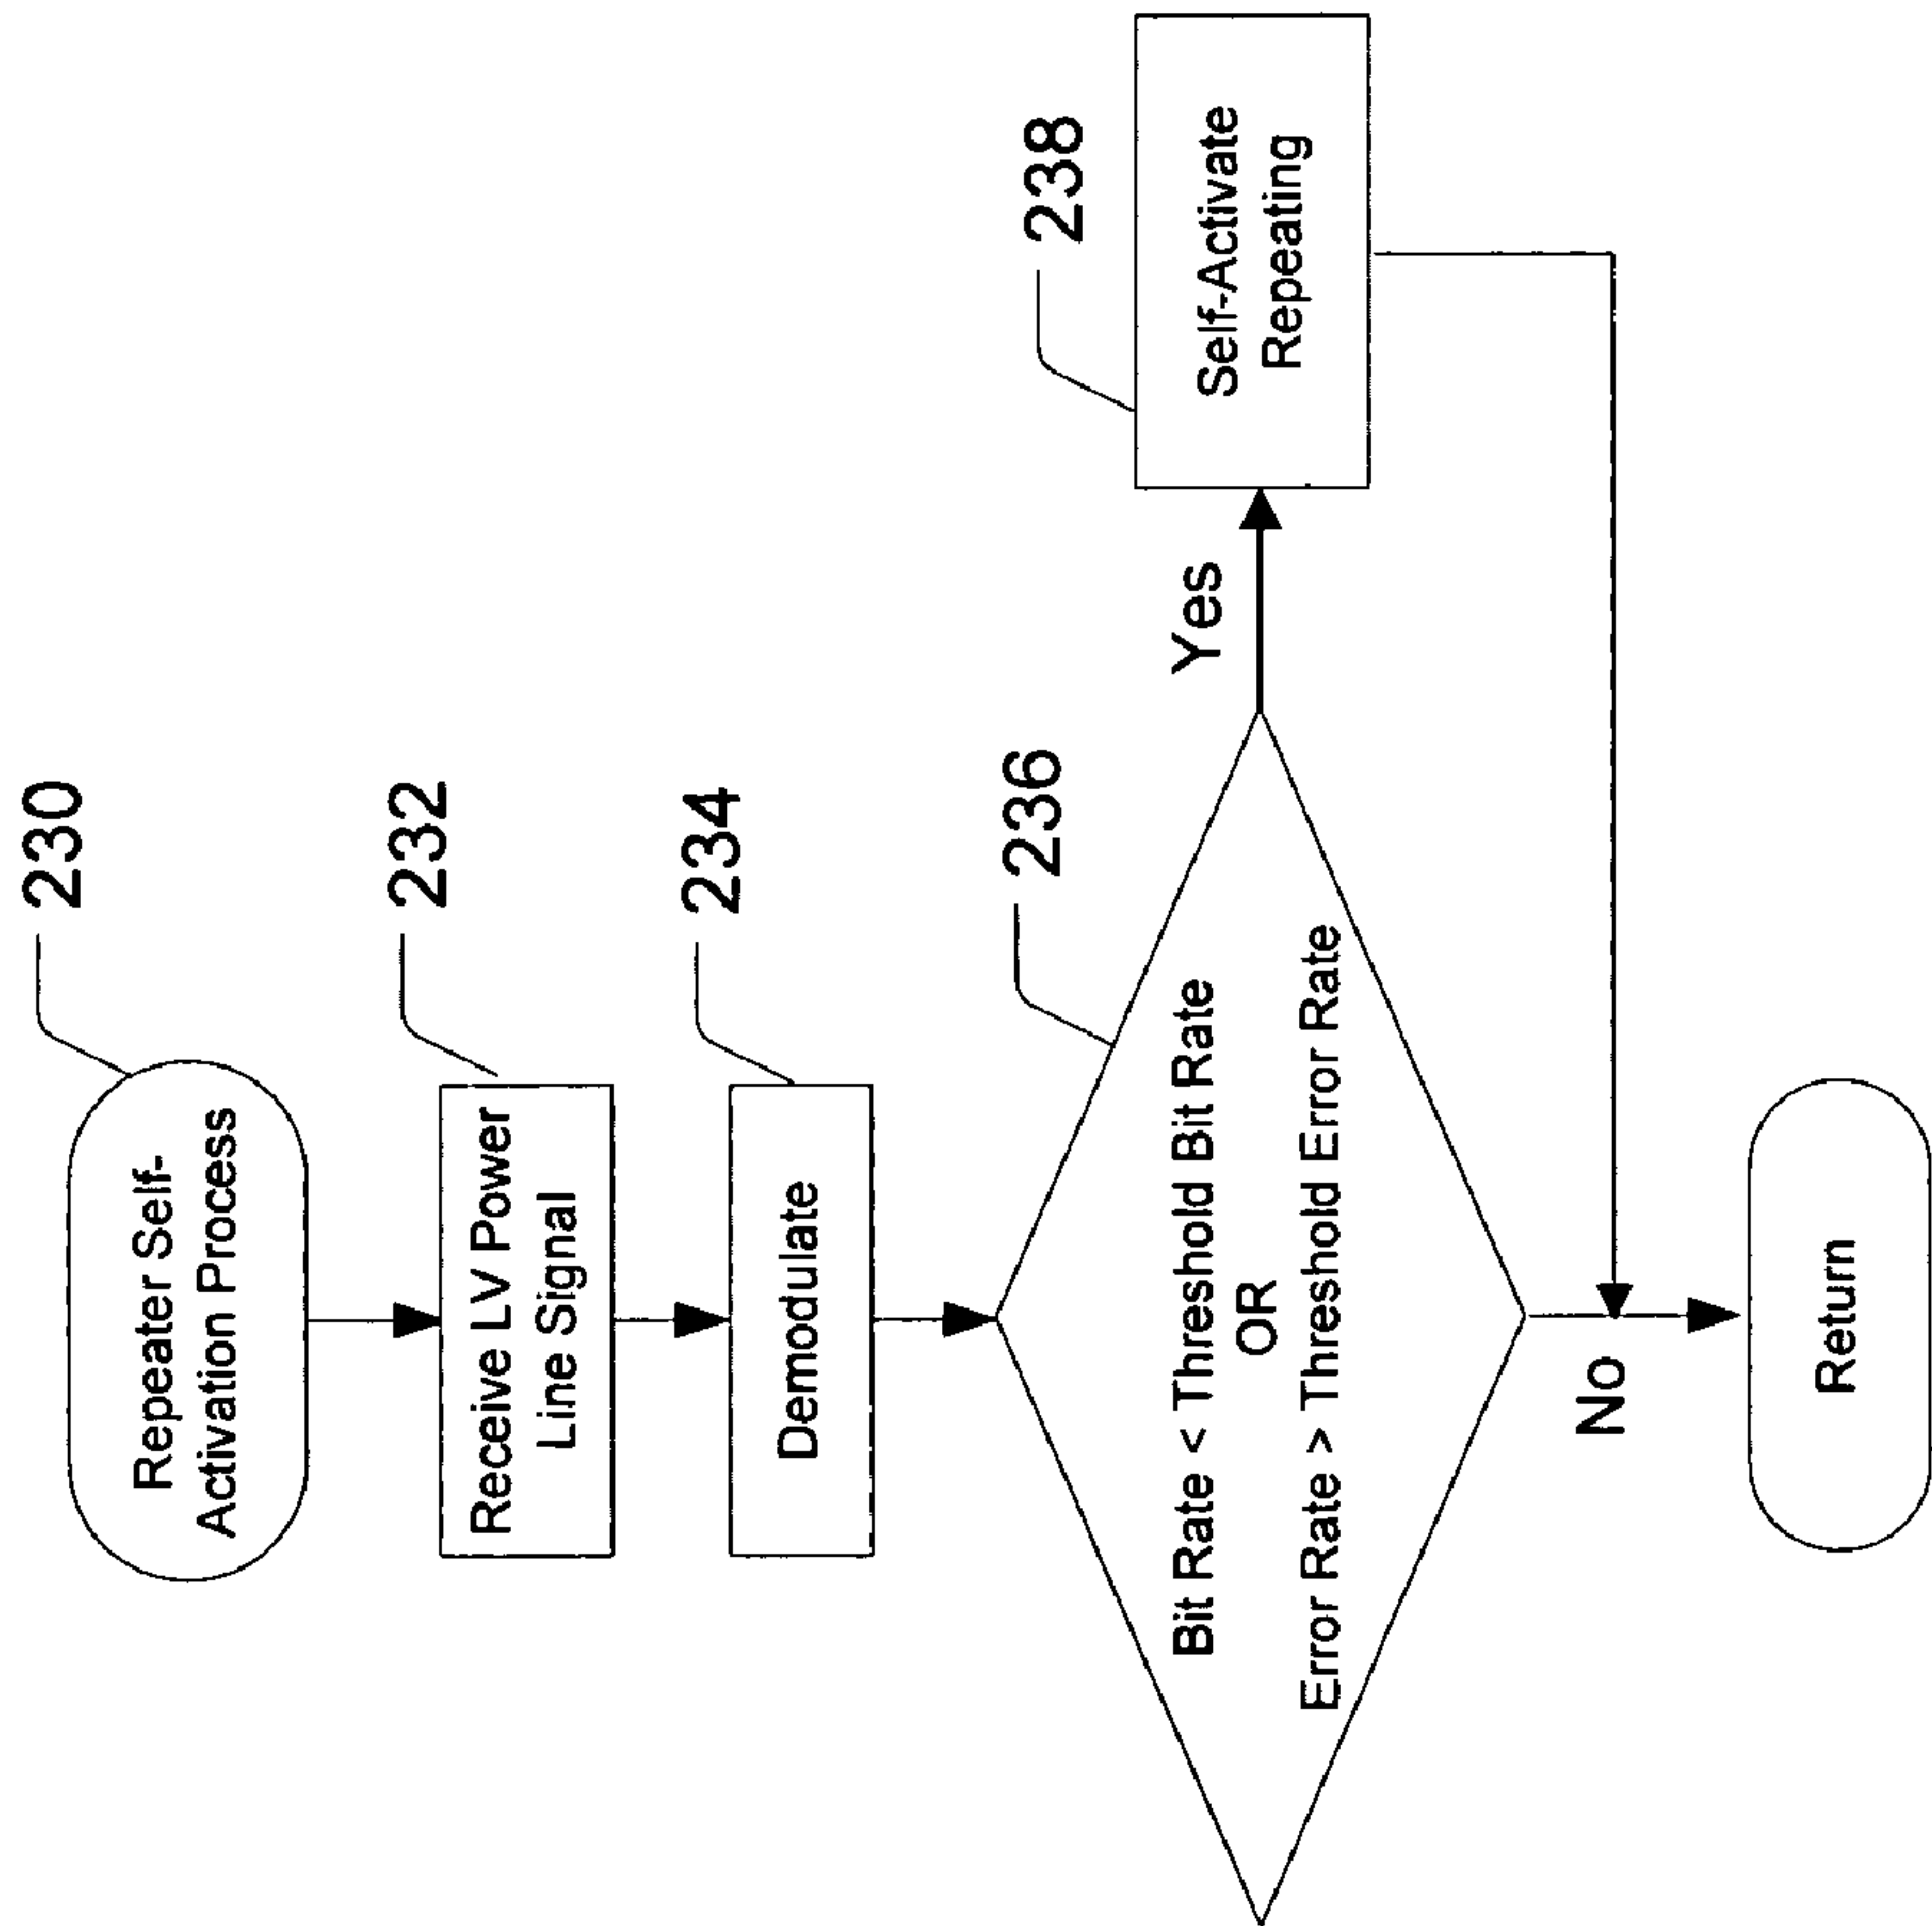 230
Repeater Self-
Activation Process
232
Receive LV Power
Line Signal
234
Demodulate
236
Bit Rate < Threshold Bit Rate
OR
Error Rate > Threshold Error Rate
Yes
238
Self-Activate
Repeating
No
Return